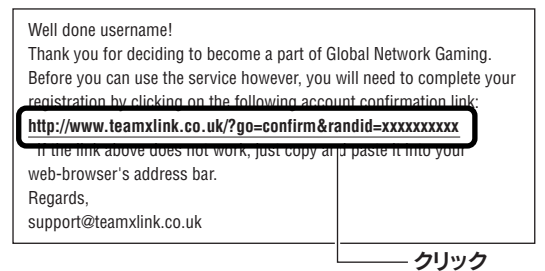 Well done username!
Thank you for deciding to become a part of Global Network Gaming.
Before you can use the service however, you will need to complete your
registration by clicking on the following account confirmation link:
http://www.teamxlink.co.uk/?go=confirm&randid=xxxxxxxxxx
If the link above does not work, just copy and paste it into your
web-browser's address bar.
Regards,
support@teamxlink.co.uk
クリック